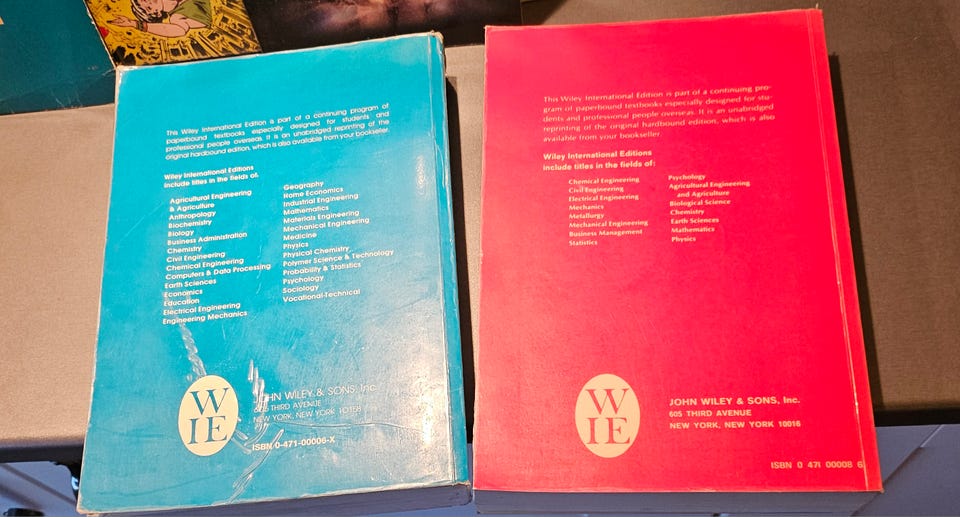 This Wiley International Edition is part of a continuing program of
paperbound textbooks especially designed for students and
professional people overseas. It is an unabridged reprinting of the
original hardbound edition, which is also available from your bookseller.
Wiley International Editions
include titles in the fields of:
Agricultural Engineering
& Agriculture
Anthropology
Biochemistry
Biology
Business Administration
Chemistry
Civil Engineering
Chemical Engineering
Computers & Data Processing
Earth Sciences
Economics
Education
Electrical Engineering
Engineering Mechanics
Geography
Home Economics
Industrial Engineering
Mathematics
Materials Engineering
Mechanical Engineering
Medicine
Physics
Physical Chemistry
Polymer Science & Technology
Probability & Statistics
Psychology
Sociology
Vocational-Technical
W
IE
JOHN WILEY & SONS, Inc.
THIRD AVENUE
NEW YORK, NEW YORK
ISBN 0-471-00006-X
This Wiley International Edition is part of a continuing pro-
gram of paperbound textbooks especially designed for stu-
dents and professional people overseas. It is an unabridged
reprinting of the original hardbound edition, which is also
available from your bookseller.
Wiley International Editions
include titles in the fields of:
Chemical Engineering
Civil Engineering
Electrical Engineering
Mechanics
Metallurgy
Mechanical Engineering
Business Management
Statistics
Psychology
Agricultural Engineering
and Agriculture
Biological Science
Chemistry
Earth Sciences
Mathematics
Physics
W
IE
JOHN WILEY & SONS, Inc.
605 THIRD AVENUE
NEW YORK, NEW YORK 10016
ISBN 0 471 00008 6